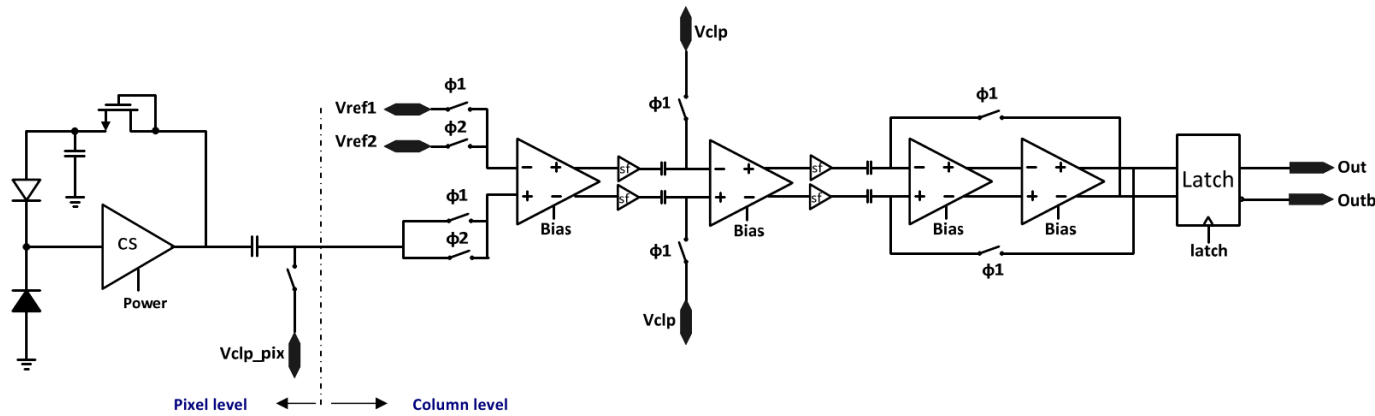 Vclp
ϕ1
Vref1
ϕ1
ϕ1
ϕ2
Vref2
− +
− +
− +
− +
sf
sf
Latch
Out
ϕ1
+ −
+ −
+ −
+ −
sf
sf
Outb
CS
ϕ2
Bias
Bias
Bias
Bias
ϕ1
ϕ1
latch
Power
Vclp_pix
Vclp
Pixel level
Column level